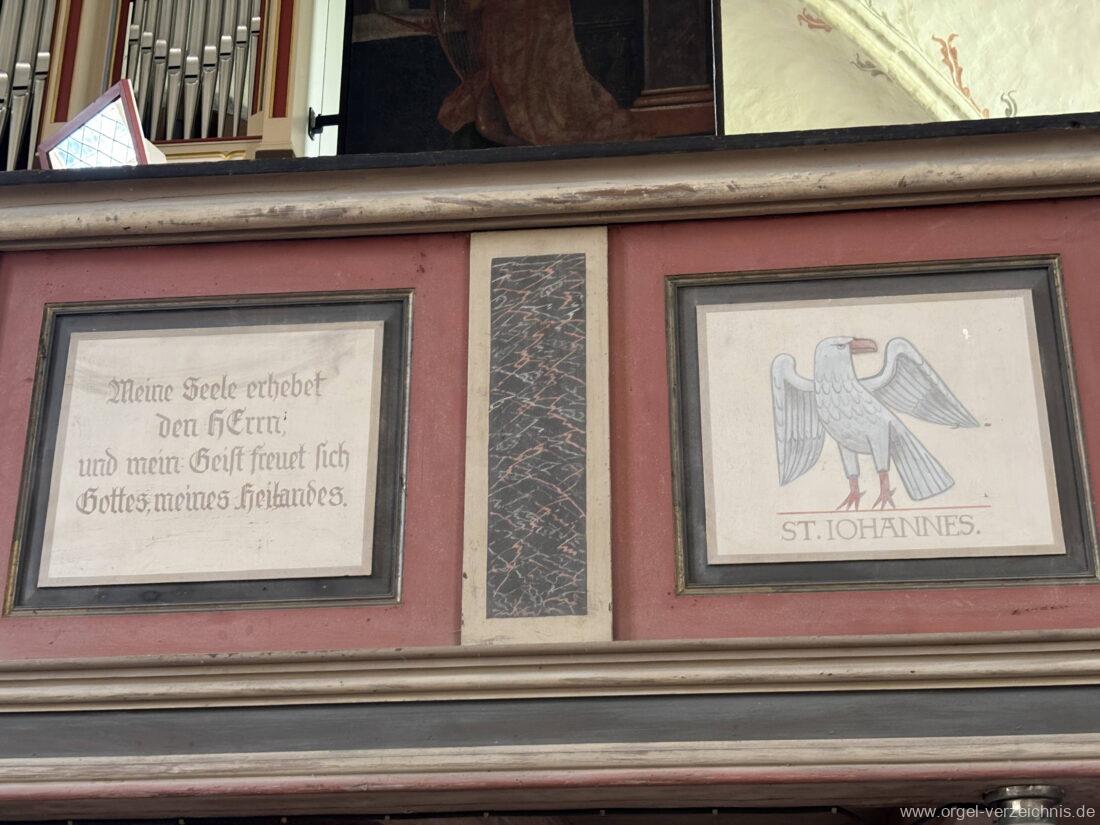 Meine Seele erhebet
den HErrn;
und mein Geist freuet sich
Gottes, meines Heilandes.
ST. IOHANNES.
www.orgel-verzeichnis.de